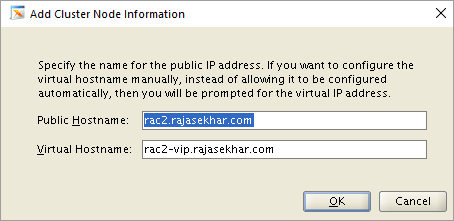 Add Cluster Node Information
Specify the name for the public IP address. If you want to configure the
virtual hostname manually, instead of allowing it to be configured
automatically, then you will be prompted for the virtual IP address.
Public Hostname: rac2.rajasekhar.com
Virtual Hostname: rac2-vip.rajasekhar.com
OK Cancel